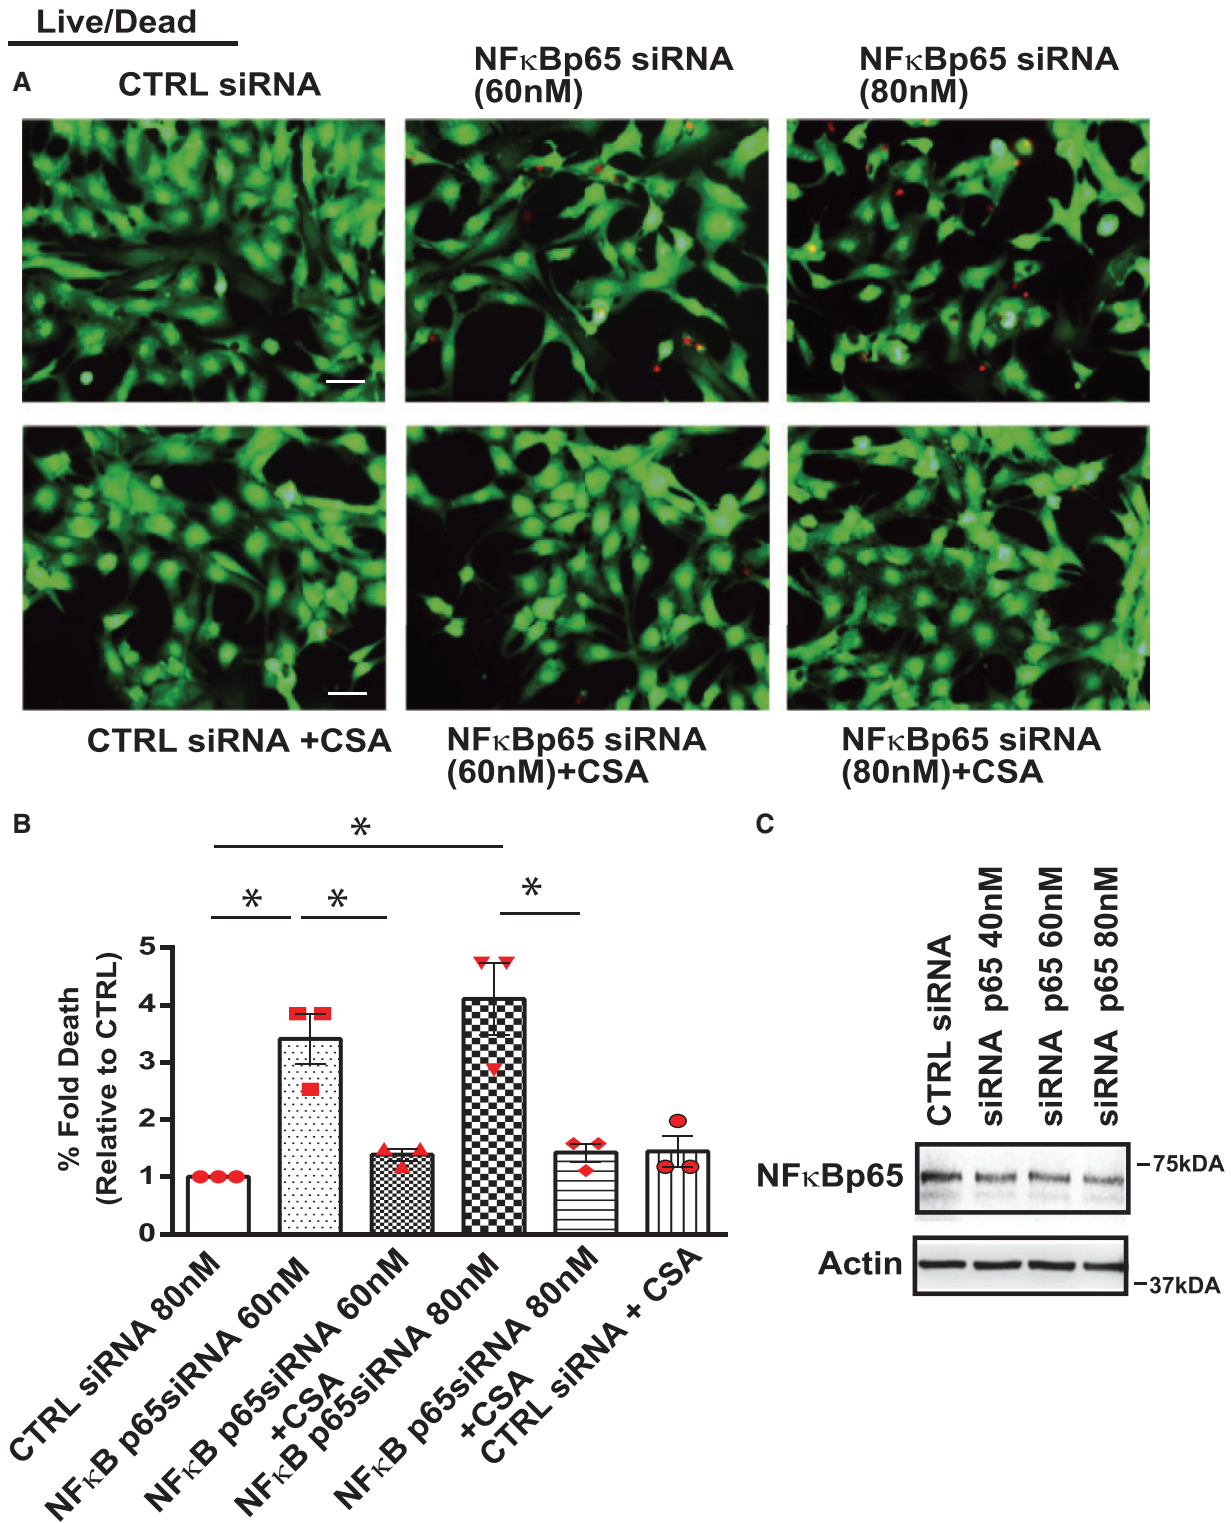 Live/Dead
A
CTRL siRNA
NFκBp65 siRNA
(60nM)
NFκBp65 siRNA
(80nM)
CTRL siRNA +CSA
NFκBp65 siRNA
(60nM)+CSA
NFκBp65 siRNA
(80nM)+CSA
B
*
*
*
*
% Fold Death
(Relative to CTRL)
5
4
3
2
1
0
CTRL siRNA 80nM
NFκB p65siRNA 60nM
NFκB p65siRNA 60nM
+CSA
NFκB p65siRNA 80nM
NFκB p65siRNA 80nM
+CSA
CTRL siRNA + CSA
C
CTRL siRNA
siRNA p65 40nM
siRNA p65 60nM
siRNA p65 80nM
NFκBp65
-75kDA
Actin
-37kDA